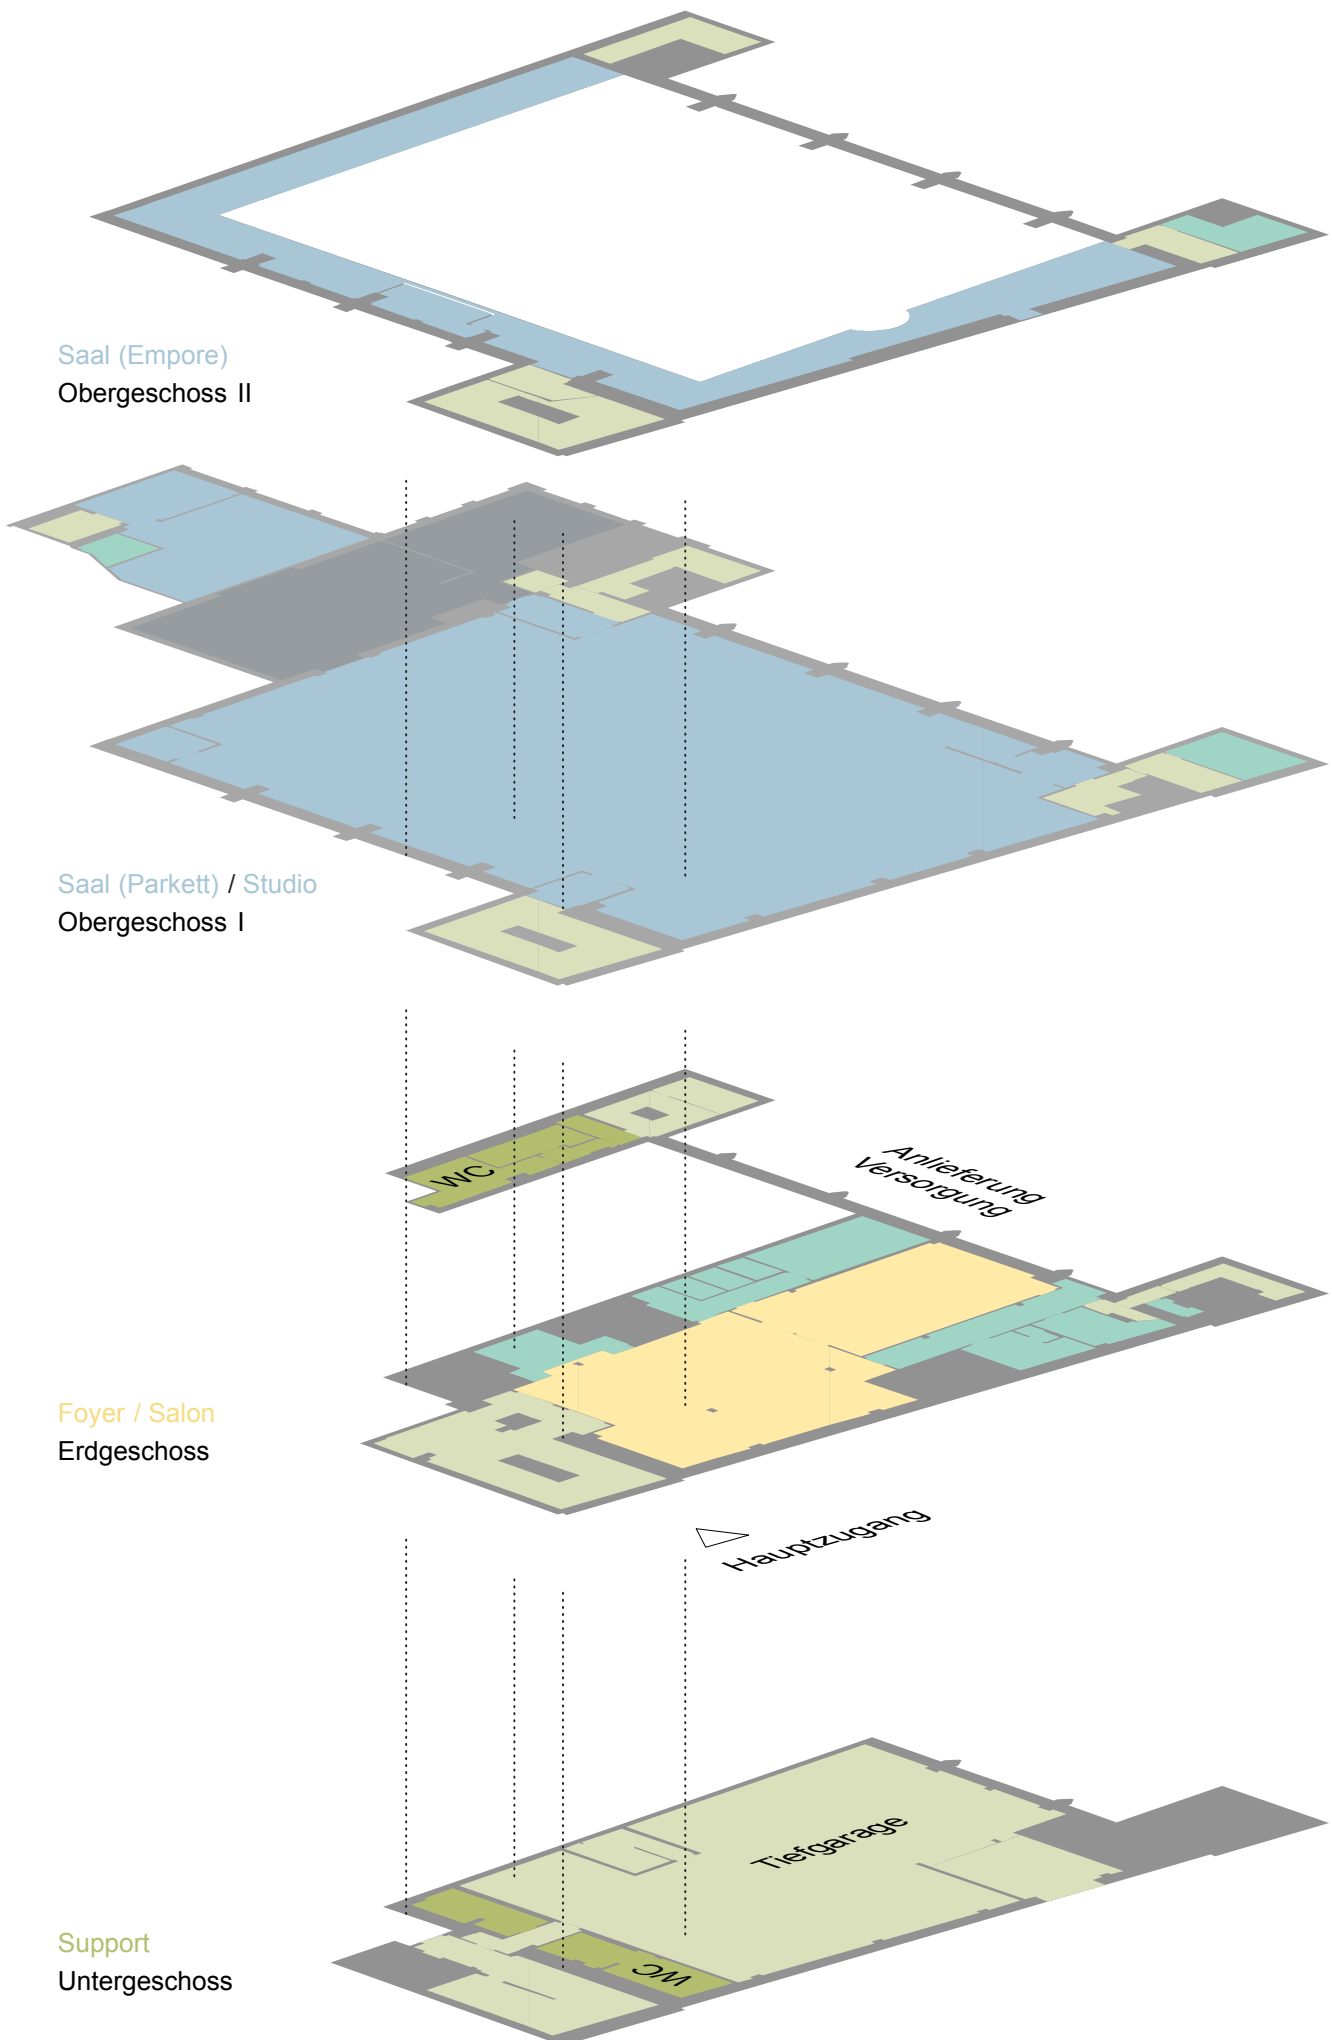 Saal (Empore)
Obergeschoss II
Saal (Parkett) / Studio
Obergeschoss I
WC
Anlieferung
Versorgung
Foyer / Salon
Erdgeschoss
Hauptzugang
Tiefgarage
Support
Untergeschoss
WC